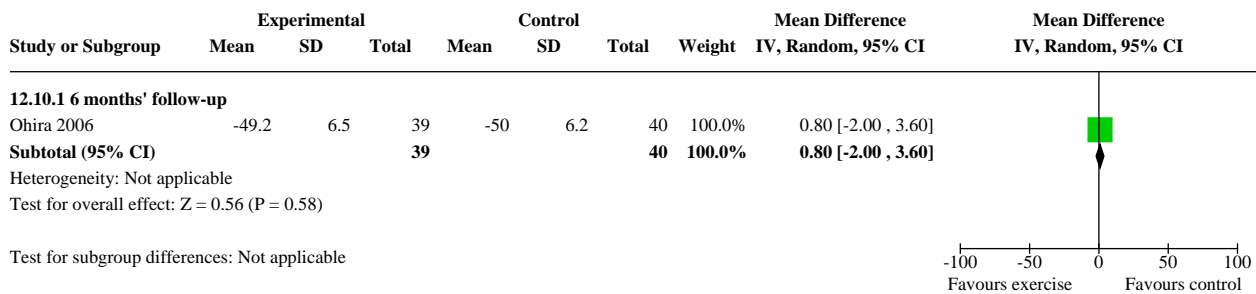 Experimental Control Mean Difference Mean Difference
Study or Subgroup Mean SD Total Mean SD Total Weight IV, Random, 95% CI IV, Random, 95% CI
12.10.1 6 months' follow-up
Ohira 2006 -49.2 6.5 39 -50 6.2 40 100.0% 0.80 [-2.00 , 3.60]
Subtotal (95% CI) 39 40 100.0% 0.80 [-2.00 , 3.60]
Heterogeneity: Not applicable
Test for overall effect: Z = 0.56 (P = 0.58)
Test for subgroup differences: Not applicable
-100 -50 0 50 100
Favours exercise Favours control